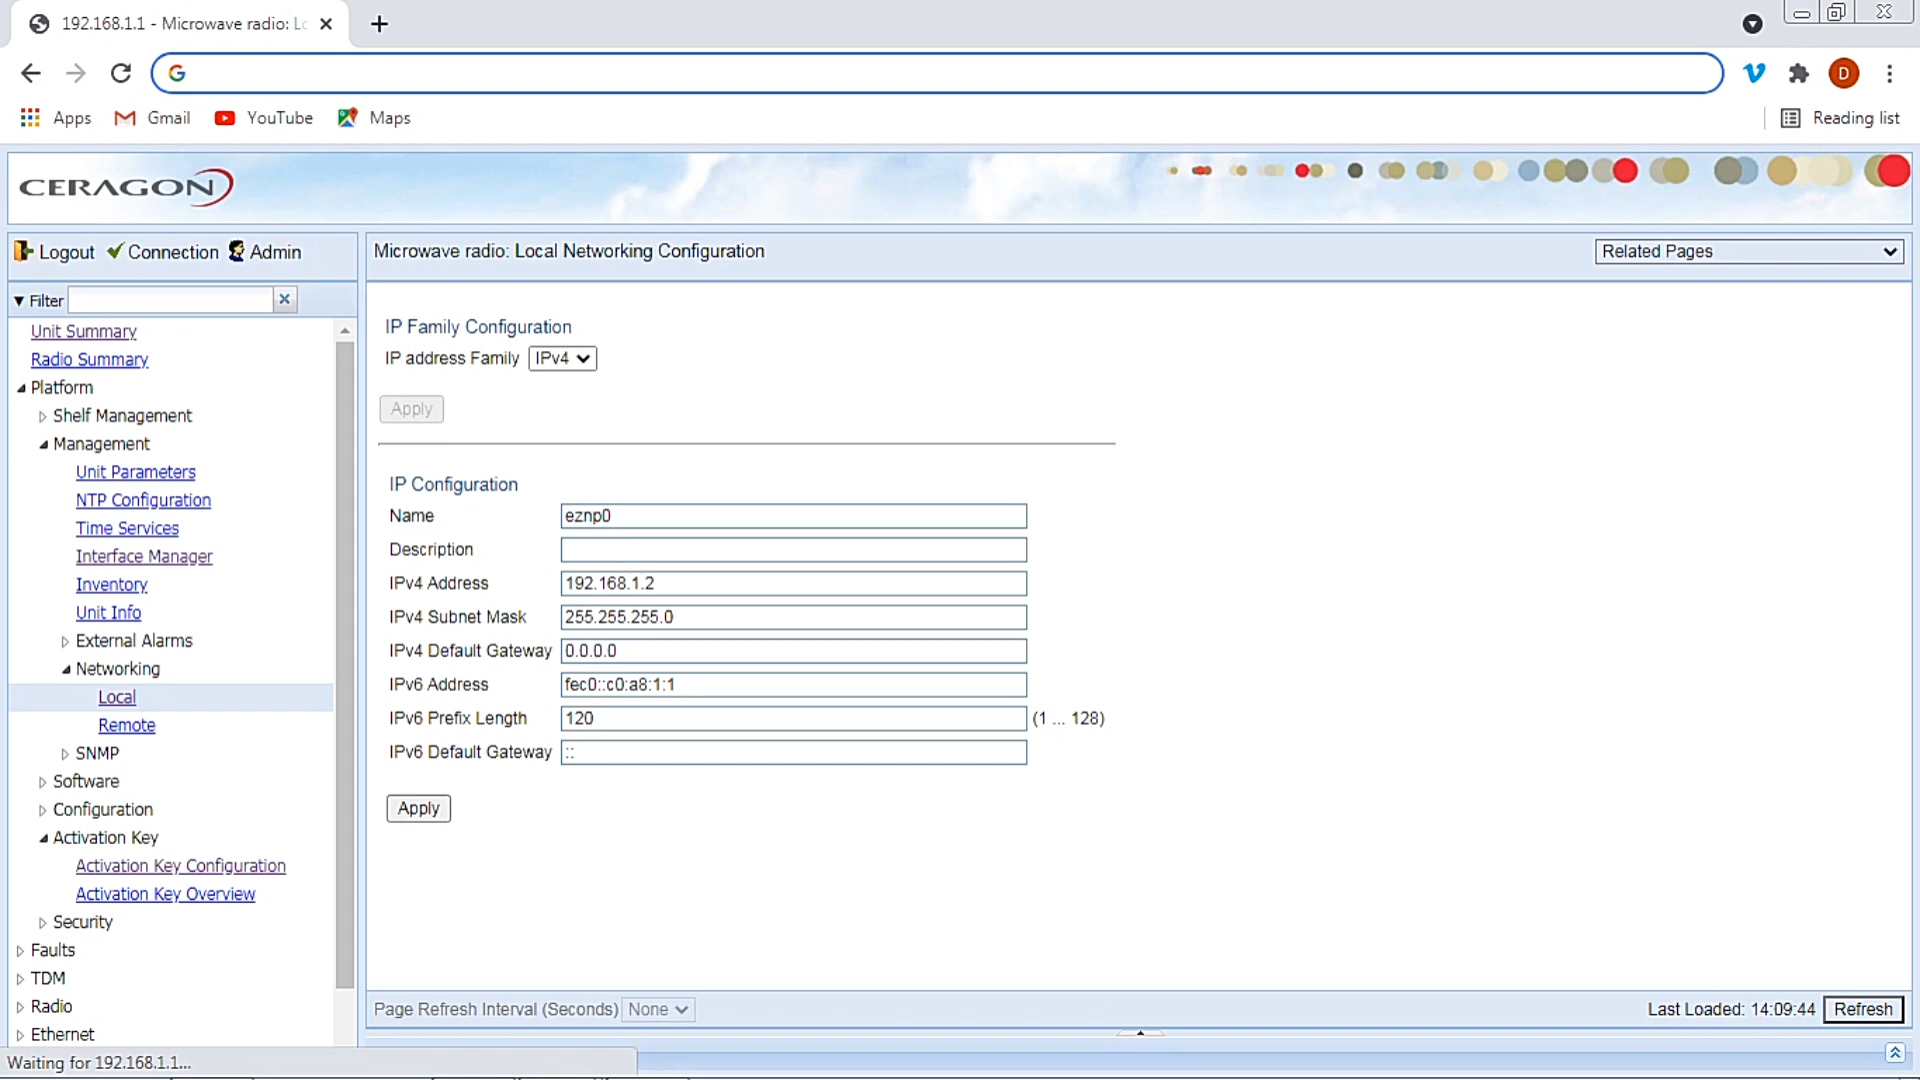 192.168.1.1 - Microwave radio: Lo
Apps Gmail YouTube Maps Reading list
D
CERAGON
Logout Connection Admin
Microwave radio: Local Networking Configuration
Related Pages
Filter
Unit Summary
Radio Summary
Platform
Shelf Management
Management
Unit Parameters
NTP Configuration
Time Services
Interface Manager
Inventory
Unit Info
External Alarms
Networking
Local
Remote
SNMP
Software
Configuration
Activation Key
Activation Key Configuration
Activation Key Overview
Security
Faults
TDM
Radio
Ethernet
IP Family Configuration
IP address Family IPv4
Apply
IP Configuration
Name eznp0
Description
IPv4 Address 192.168.1.2
IPv4 Subnet Mask 255.255.255.0
IPv4 Default Gateway 0.0.0.0
IPv6 Address fec0::c0:a8:1:1
IPv6 Prefix Length 120 (1 ... 128)
IPv6 Default Gateway ::
Apply
Page Refresh Interval (Seconds) None
Last Loaded: 14:09:44 Refresh
Waiting for 192.168.1.1...